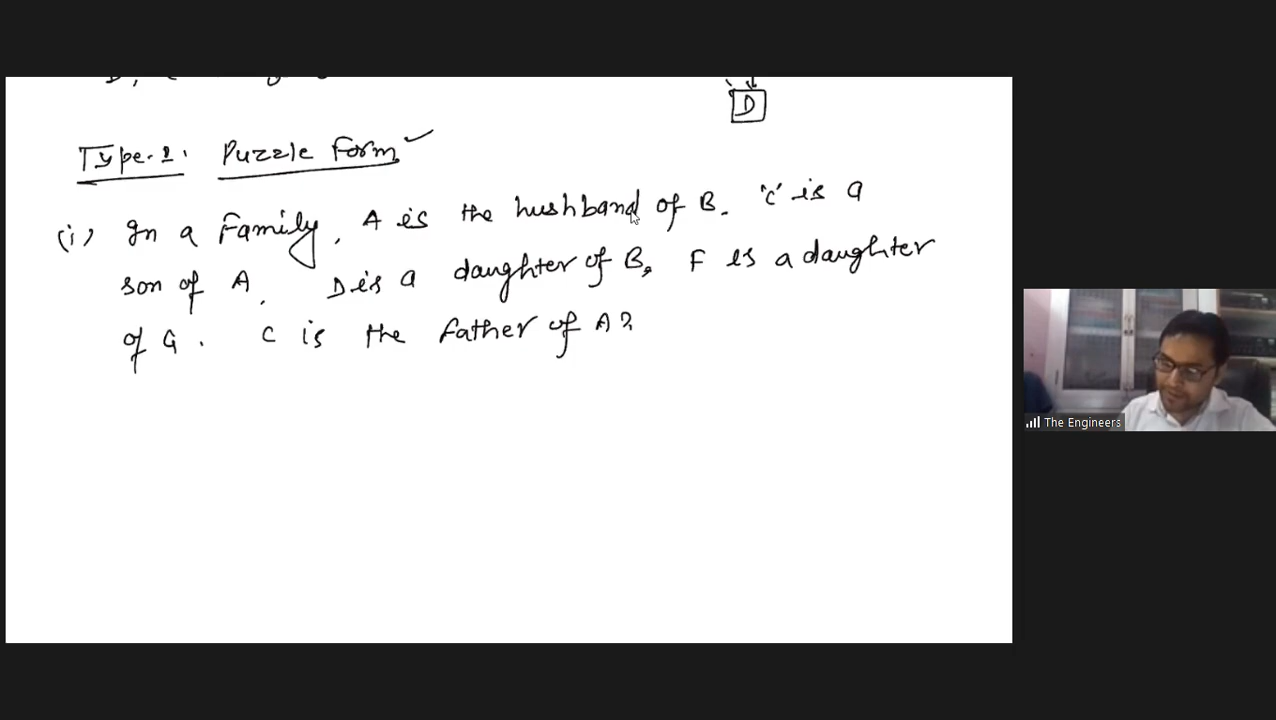 D
Type-2. Puzzle Form
(i) In a Family, A is the hushband of B. 'C' is a
son of A. D is a daughter of B. F is a daughter
of G. C is the father of A?
The Engineers